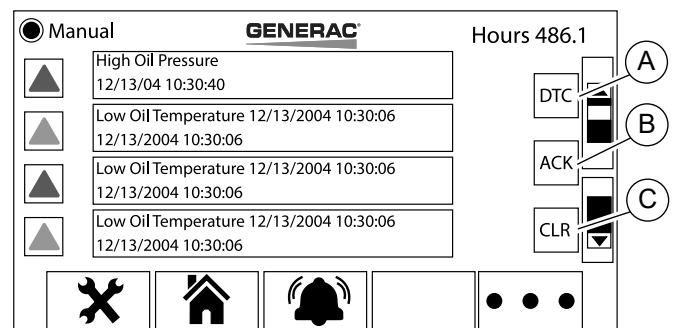 Manual
GENERAC
Hours 486.1
High Oil Pressure
12/13/04 10:30:40
Low Oil Temperature 12/13/2004 10:30:06
12/13/2004 10:30:06
Low Oil Temperature 12/13/2004 10:30:06
12/13/2004 10:30:06
Low Oil Temperature 12/13/2004 10:30:06
12/13/2004 10:30:06
DTC
ACK
CLR
A
B
C